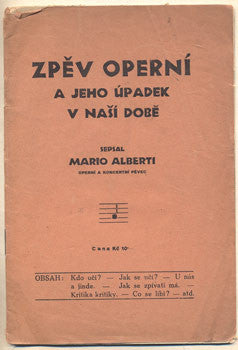 ZPĚV OPERNÍ
A JEHO ÚPADEK
V NAŠÍ DOBĚ
SEPSAL
MARIO ALBERTI
OPERNÍ A KONCERTNÍ PĚVEC
Cena Kč 10·
OBSAH: Kdo učí? — Jak se učí? — U nás
a jinde. — Jak se zpívati má. —
Kritika kritiky. — Co se líbí? — atd.